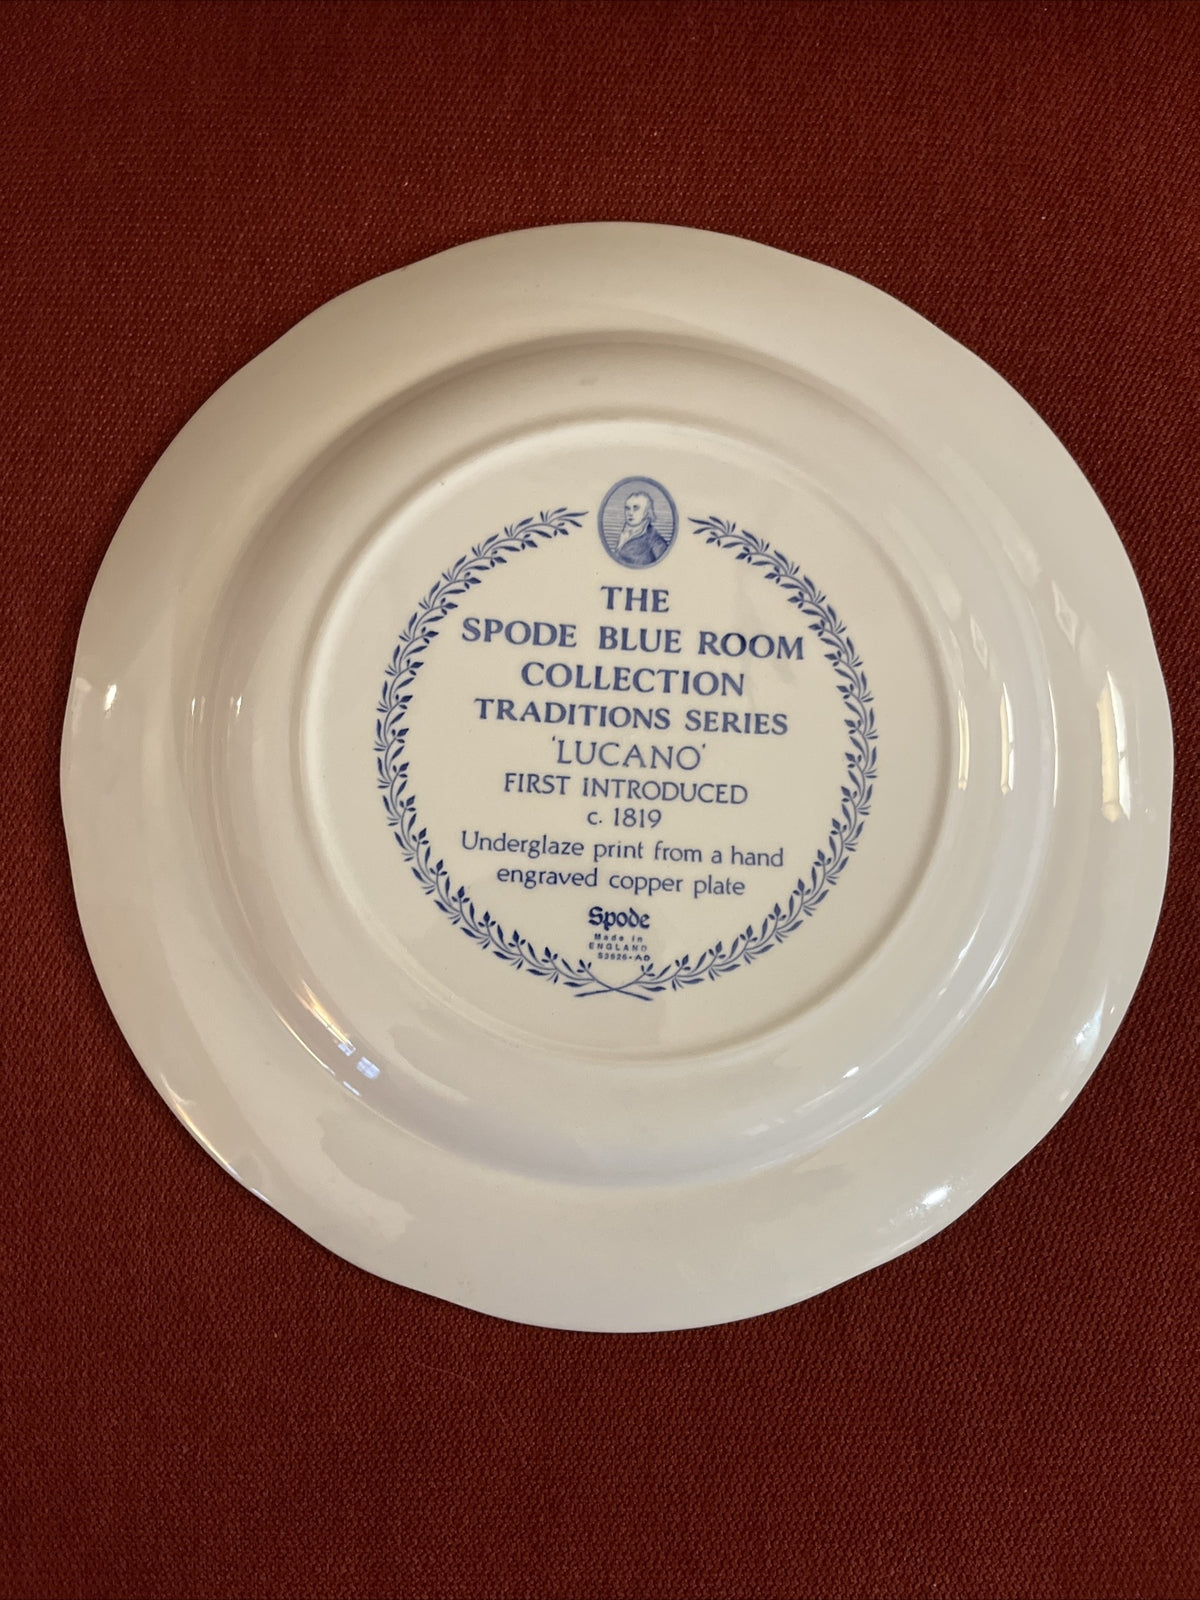 THE
SPODE BLUE ROOM
COLLECTION
TRADITIONS SERIES
'LUCANO'
FIRST INTRODUCED
c. 1819
Underglaze print from a hand
engraved copper plate
Spode
Made in
ENGLAND